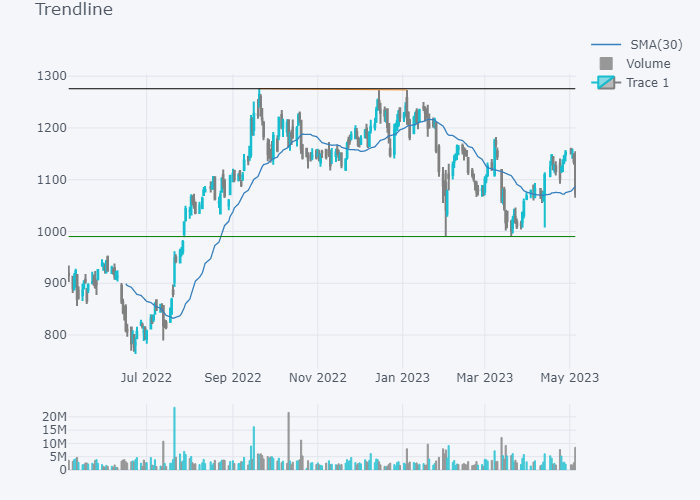 Trendline
SMA(30)
Volume
Trace 1
1300
1200
1100
1000
900
800
Jul 2022 Sep 2022 Nov 2022 Jan 2023 Mar 2023 May 2023
20M
15M
10M
5M
0